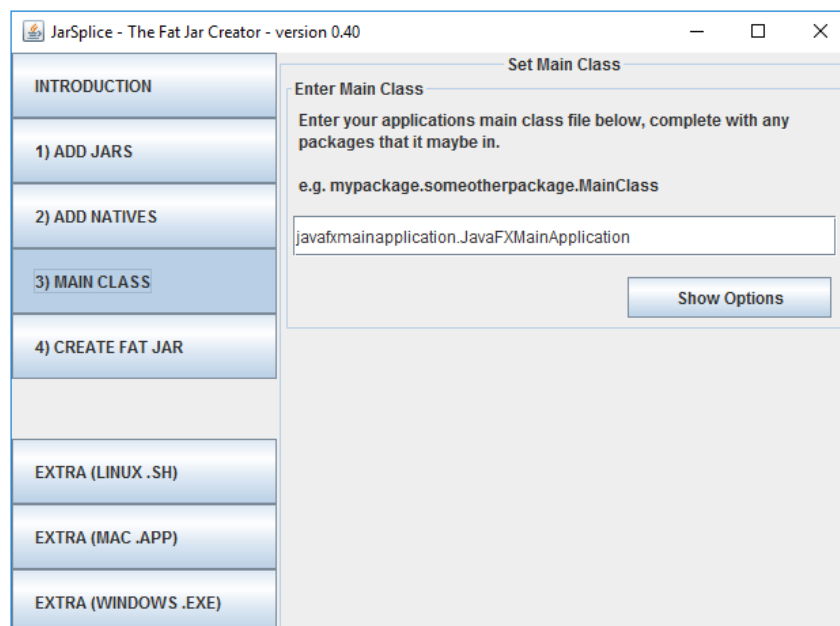 JarSplice - The Fat Jar Creator - version 0.40
INTRODUCTION
1) ADD JARS
2) ADD NATIVES
3) MAIN CLASS
4) CREATE FAT JAR
EXTRA (LINUX .SH)
EXTRA (MAC .APP)
EXTRA (WINDOWS .EXE)
Set Main Class
Enter Main Class
Enter your applications main class file below, complete with any
packages that it maybe in.
e.g. mypackage.someotherpackage.MainClass
javafxmainapplication.JavaFXMainApplication
Show Options